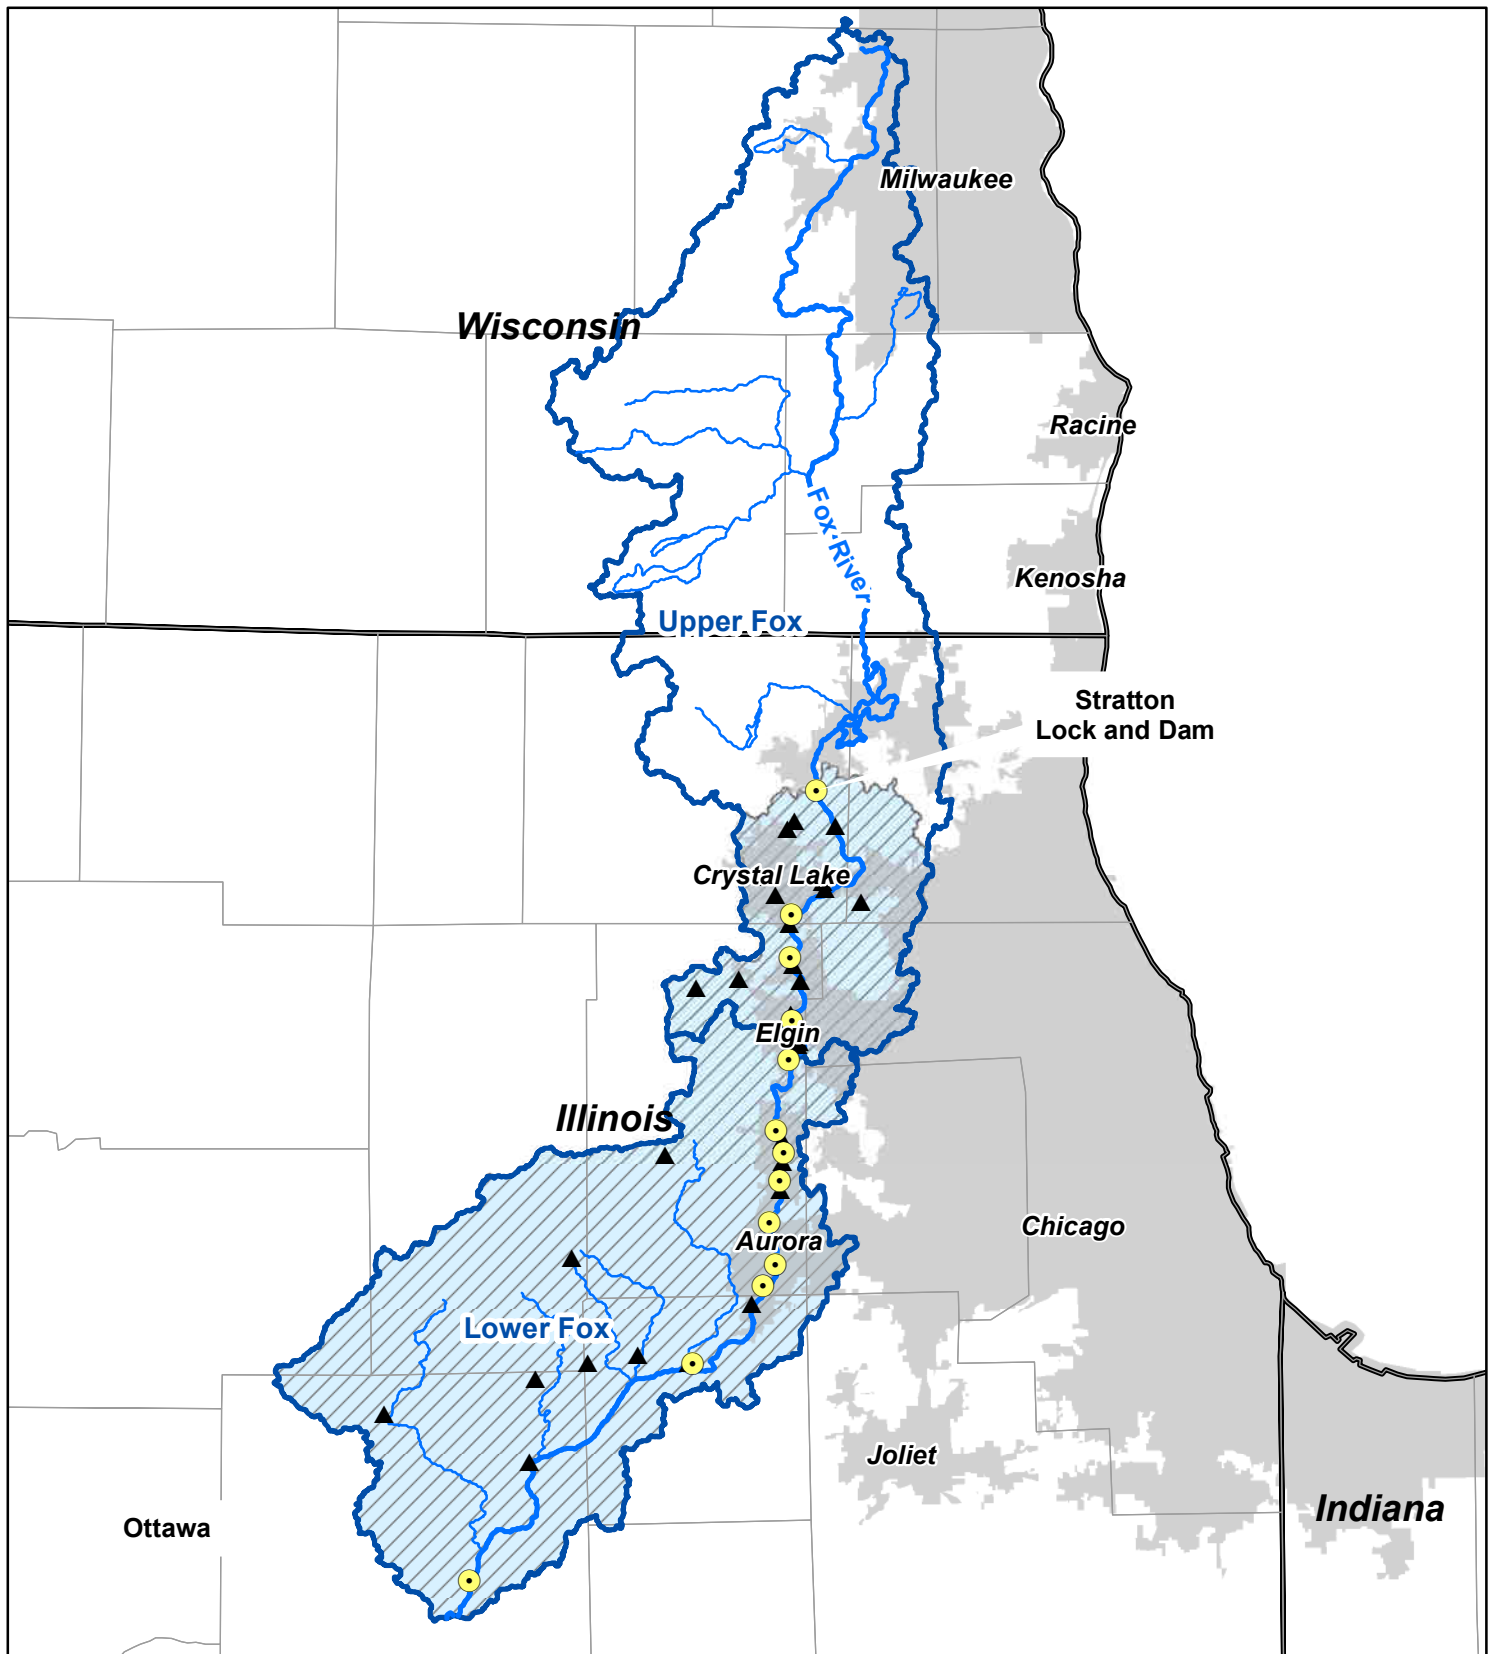 Milwaukee
Wisconsin
Racine
Fox River
Kenosha
Upper Fox
Stratton
Lock and Dam
Crystal Lake
Elgin
Illinois
Chicago
Aurora
Lower Fox
Joliet
Indiana
Ottawa